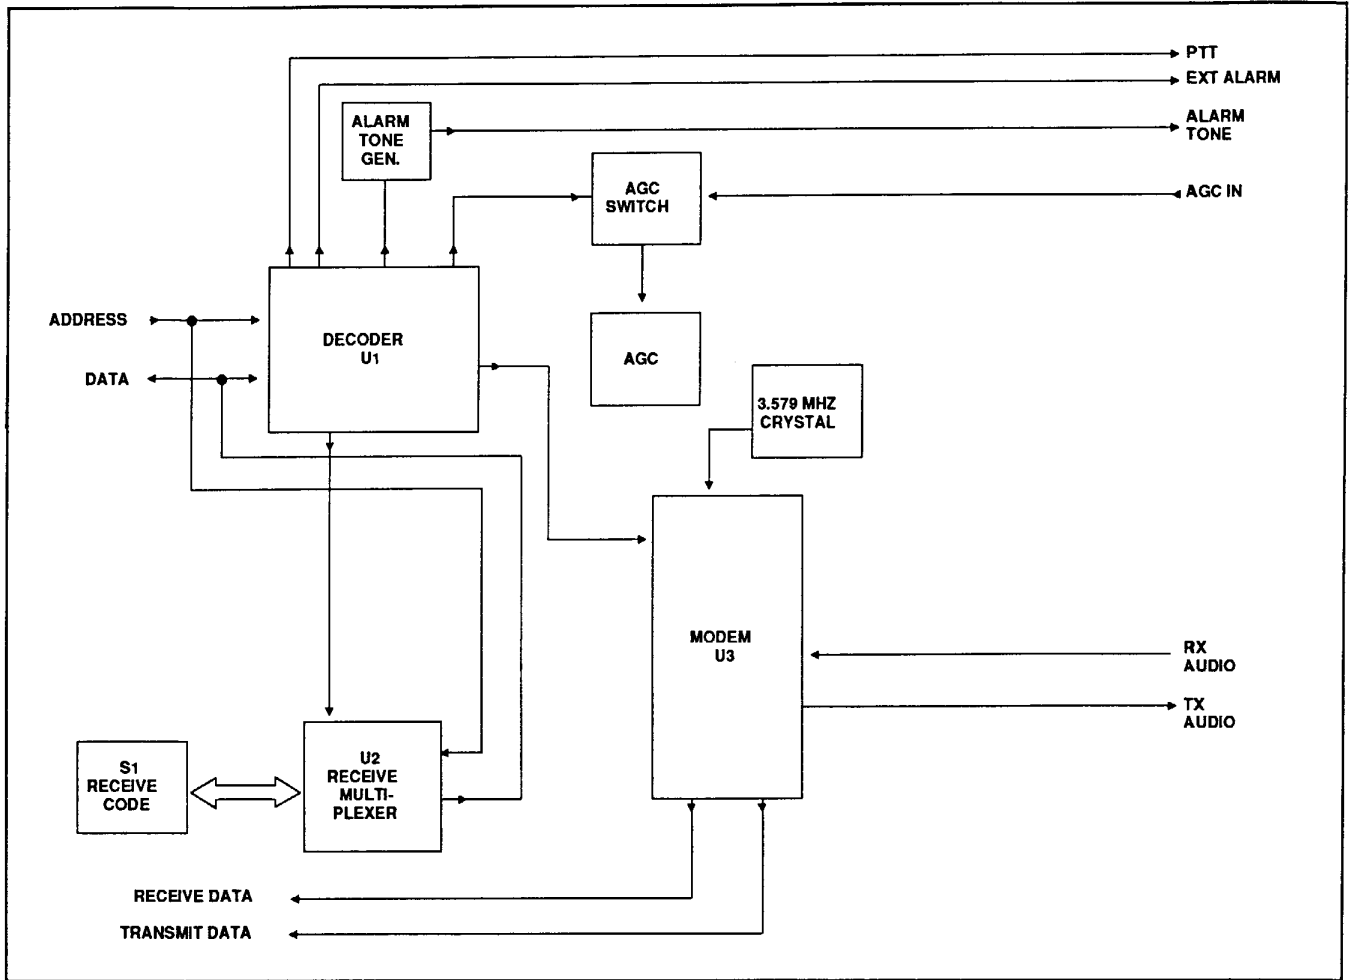 PTT
EXT ALARM
ALARM
TONE
GEN.
ALARM
TONE
AGC
SWITCH
AGC IN
ADDRESS
DECODER
U1
DATA
AGC
3.579 MHZ
CRYSTAL
MODEM
U3
RX
AUDIO
TX
AUDIO
S1
RECEIVE
CODE
U2
RECEIVE
MULTI-
PLEXER
RECEIVE DATA
TRANSMIT DATA